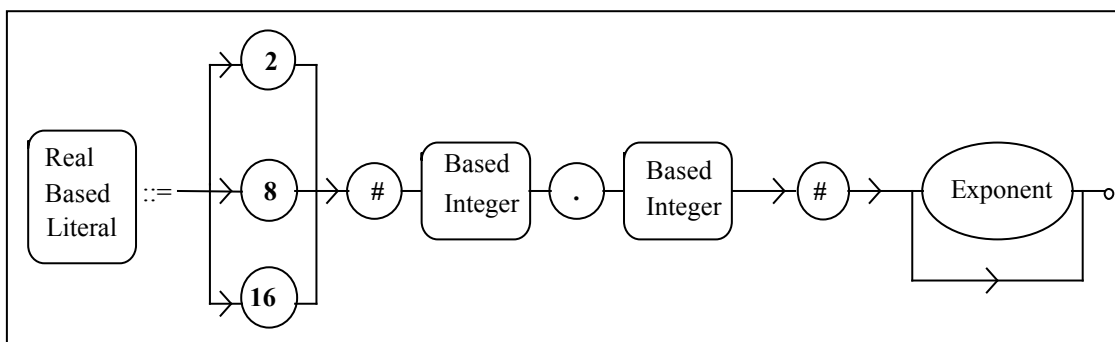 Real
Based
Literal
::=
2
8
16
#
Based
Integer
.
Based
Integer
#
Exponent